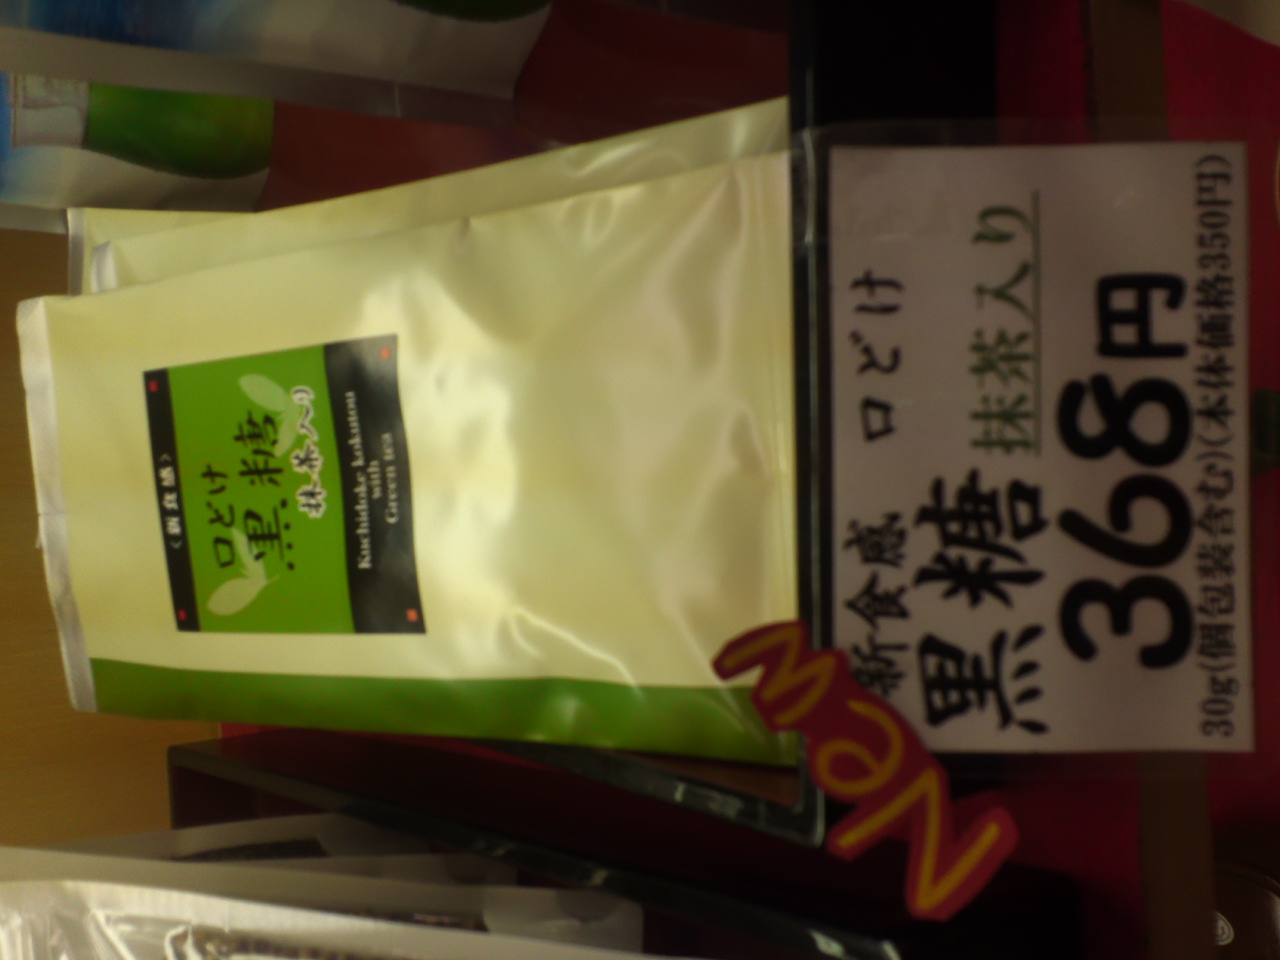 〈新食感〉
口どけ
黒糖
抹茶入り
Kuchidoke kokutou
with
Green tea
New
新食感 口どけ
黒糖 抹茶入り
368円
30g(個包装含む)(本体価格350円)